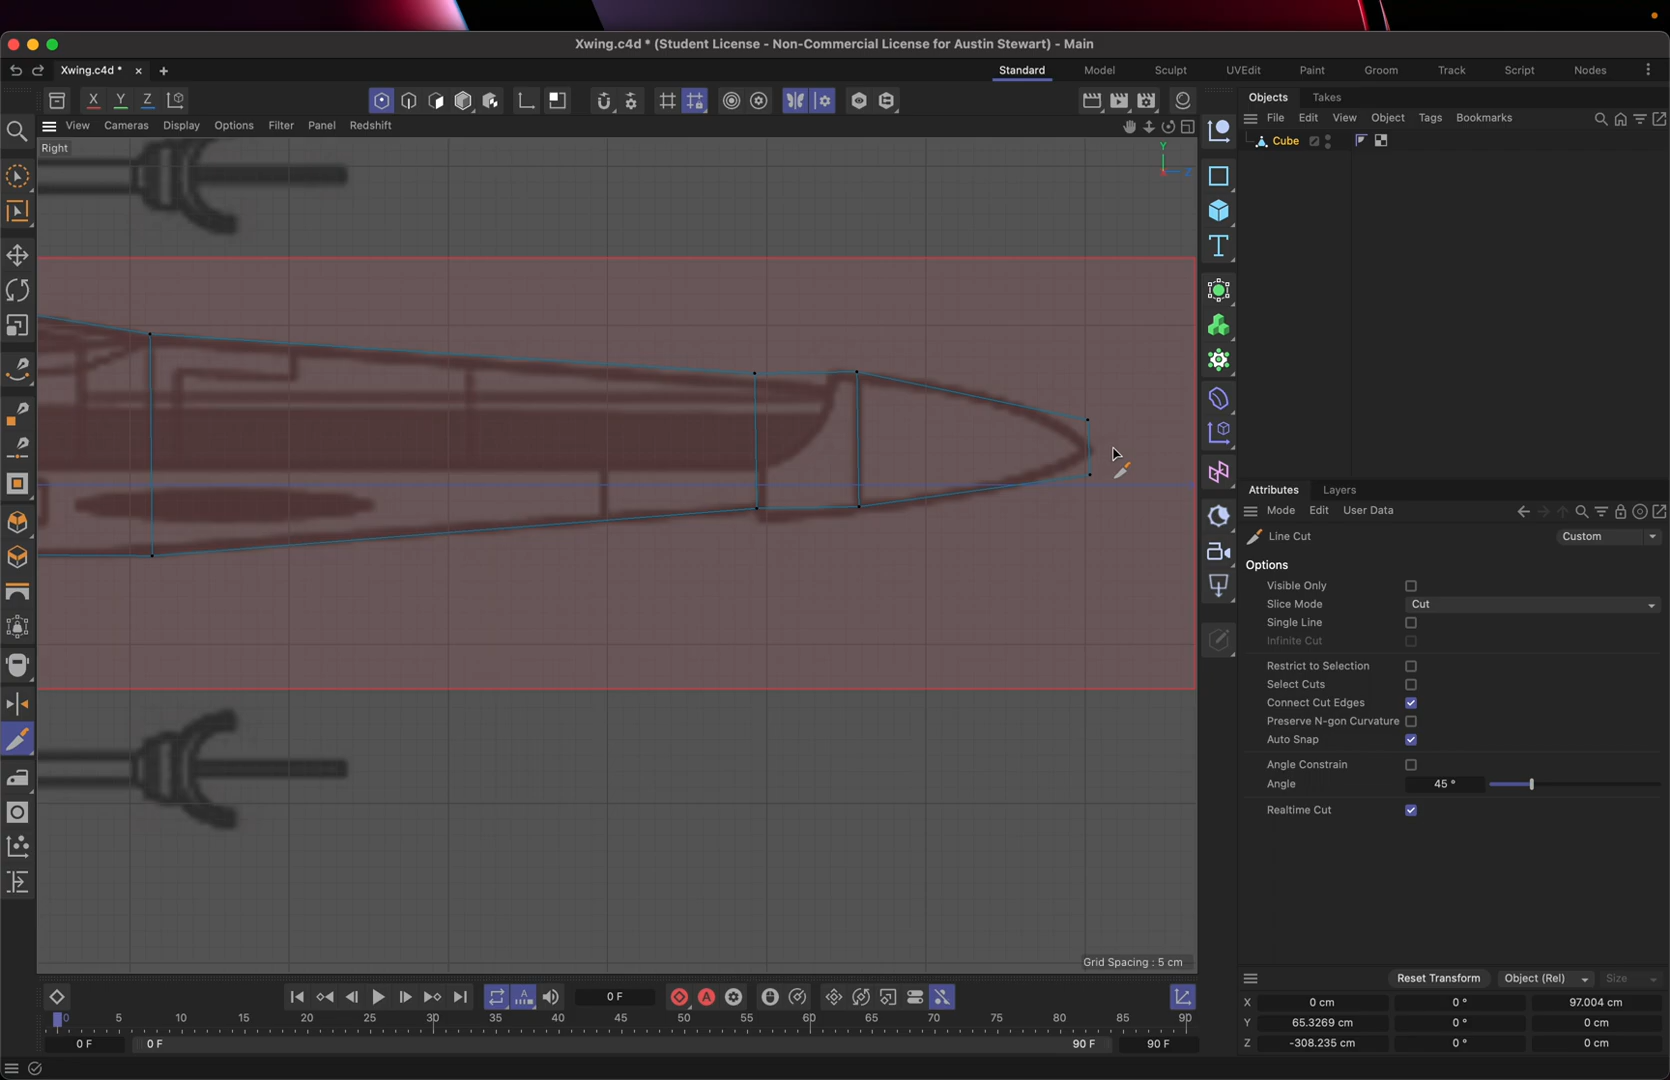 Xwing.c4d * (Student License - Non-Commercial License for Austin Stewart) - Main
Xwing.c4d * × +
Standard Model Sculpt UVEdit Paint Groom Track Script Nodes
X Y Z
Objects Takes
File Edit View Object Tags Bookmarks
View Cameras Display Options Filter Panel Redshift
Cube
Right
Y
Z
Grid Spacing : 5 cm
Attributes Layers
Mode Edit User Data
Line Cut Custom
Options
Visible Only
Slice Mode Cut
Single Line
Infinite Cut
Restrict to Selection
Select Cuts
Connect Cut Edges
Preserve N-gon Curvature
Auto Snap
Angle Constrain
Angle 45 °
Realtime Cut
Reset Transform Object (Rel) Size
X 0 cm 0 ° 97.004 cm
Y 65.3269 cm 0 ° 0 cm
Z -308.235 cm 0 ° 0 cm
0 F
0 5 10 15 20 25 30 35 40 45 50 55 60 65 70 75 80 85 90
0 F 0 F 90 F 90 F